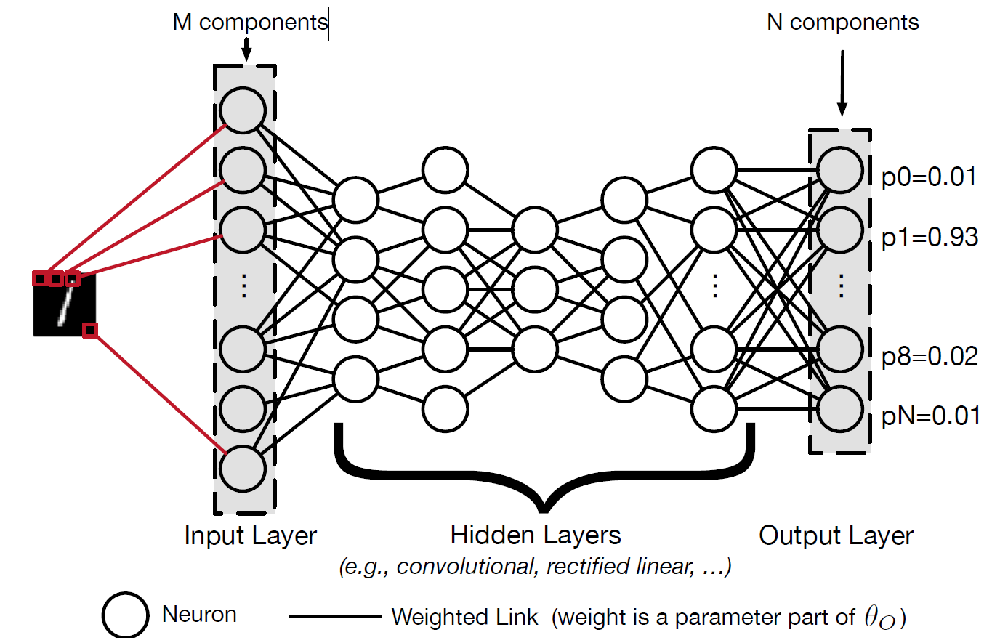 M components
N components
p0=0.01
p1=0.93
...
...
...
p8=0.02
pN=0.01
Input Layer
Hidden Layers
Output Layer
(e.g., convolutional, rectified linear, …)
Neuron
Weighted Link (weight is a parameter part of θ_O)